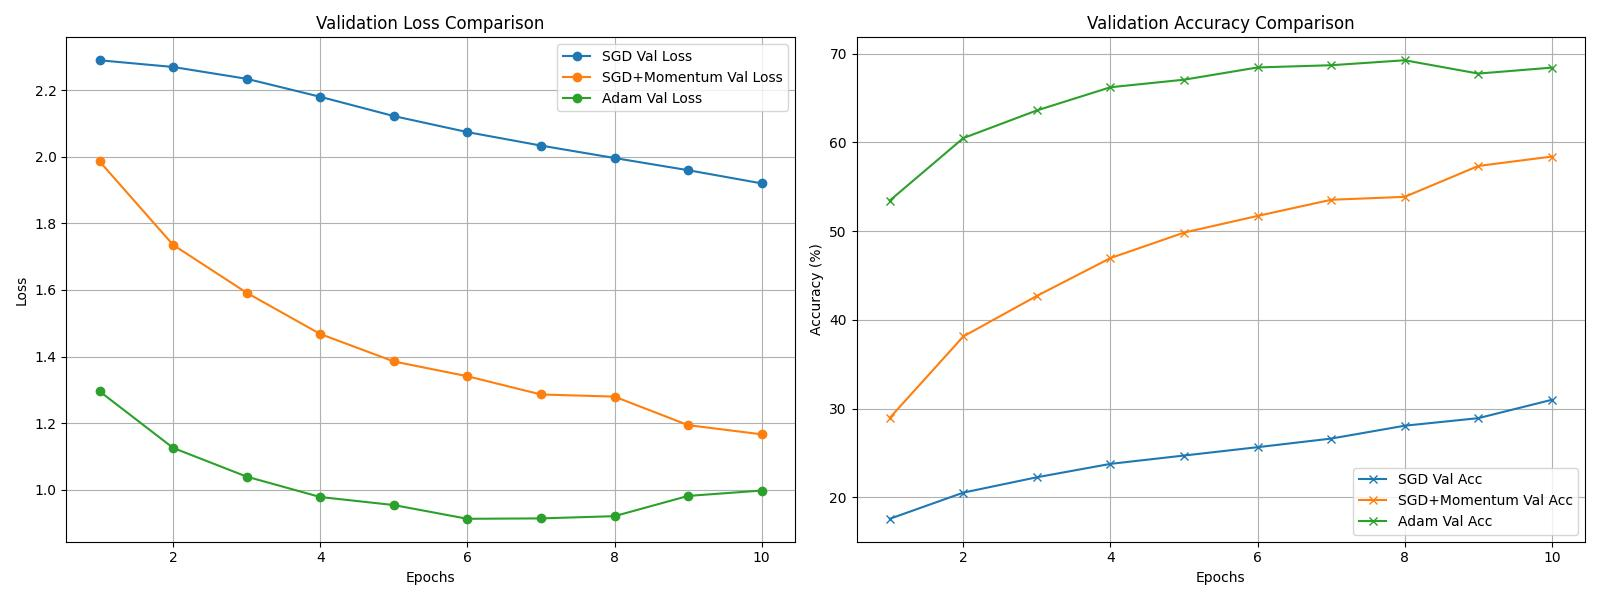 Validation Loss Comparison
2.2
2.0
1.8
1.6
1.4
1.2
1.0
Loss
2 4 6 8 10
Epochs
SGD Val Loss
SGD+Momentum Val Loss
Adam Val Loss
Validation Accuracy Comparison
70
60
50
40
30
20
Accuracy (%)
2 4 6 8 10
Epochs
SGD Val Acc
SGD+Momentum Val Acc
Adam Val Acc